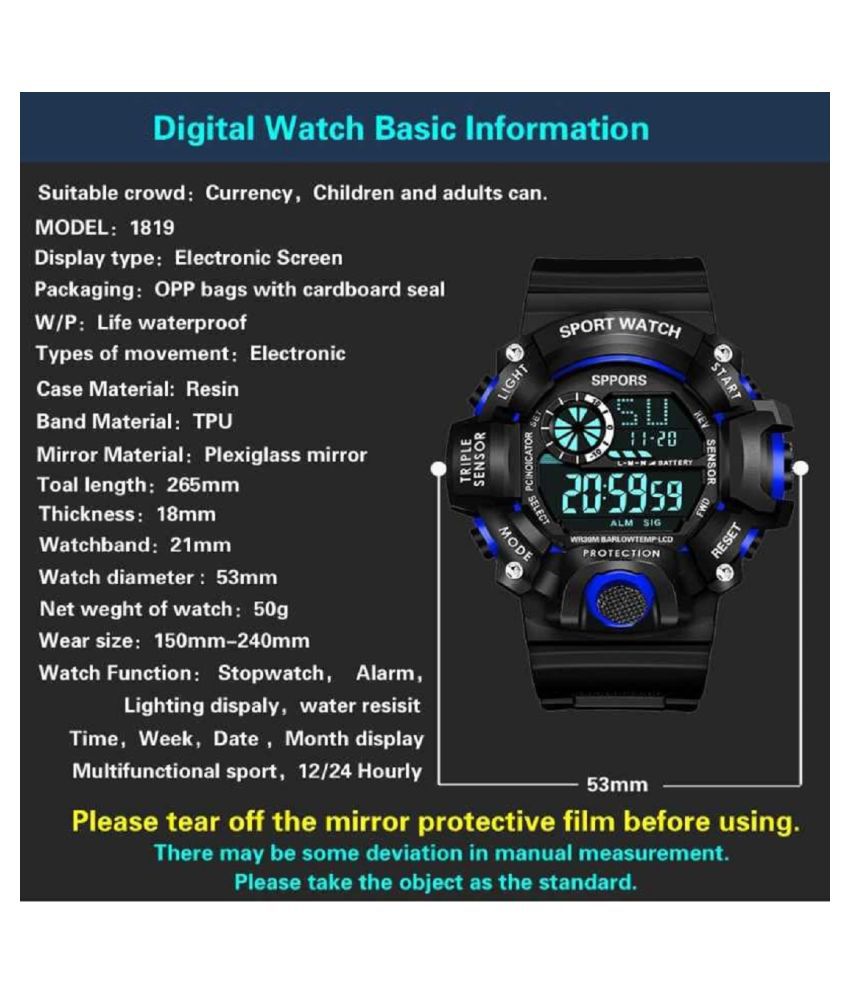 Digital Watch Basic Information
Suitable crowd: Currency, Children and adults can.
MODEL: 1819
Display type: Electronic Screen
Packaging: OPP bags with cardboard seal
W/P: Life waterproof
Types of movement: Electronic
Case Material: Resin
Band Material: TPU
Mirror Material: Plexiglass mirror
Toal length: 265mm
Thickness: 18mm
Watchband: 21mm
Watch diameter : 53mm
Net weght of watch: 50g
Wear size: 150mm-240mm
Watch Function: Stopwatch, Alarm,
Lighting dispaly, water resisit
Time, Week, Date , Month display
Multifunctional sport, 12/24 Hourly
SPORT WATCH
LIGHT
START
SPPORS
SET
REV
10
0
-10
SU
11-20
L-M-H BATTERY
TRIPLE
SENSOR
PC/INDICATOR
SENSOR
20:59 59
SELECT
FWD
ALM SIG
MODE
RESET
WR30M BARLOWTEMP LCD
PROTECTION
53mm
Please tear off the mirror protective film before using.
There may be some deviation in manual measurement.
Please take the object as the standard.